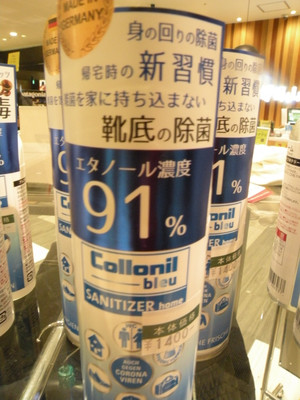 MADE IN
GERMANY
身の回りの除菌
帰宅時の新習慣
菌を家に持ち込まない
靴底の除菌
エタノール濃度
91%
Collonil
bleu
SANITIZER home
本体価格
¥1400
AUCH
GEGEN
CORONA
VIREN